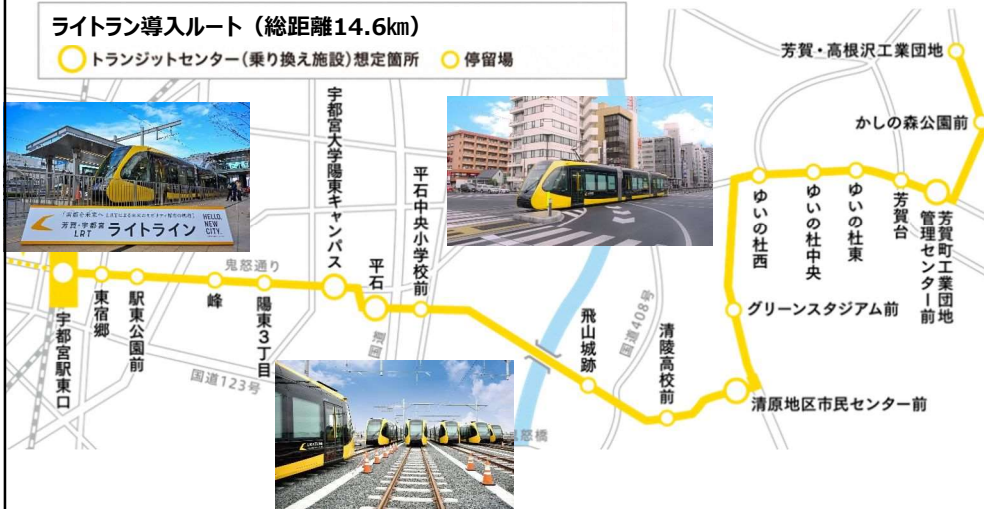 ライトラン導入ルート（総距離14.6㎞）
トランジットセンター（乗り換え施設）想定箇所 停留場
芳賀・高根沢工業団地
かしの森公園前
芳賀町工業団地
管理センター前
芳賀台
ゆいの杜東
ゆいの杜中央
ゆいの杜西
グリーンスタジアム前
清原地区市民センター前
清陵高校前
飛山城跡
平石中央小学校前
平石
宇都宮大学陽東キャンパス
陽東3丁目
峰
駅東公園前
東宿郷
宇都宮駅東口
鬼怒通り
国道123号
国道
国道408号
怒橋
芳賀・宇都宮
LRT
ライトライン
HELLO,
NEW
CITY.